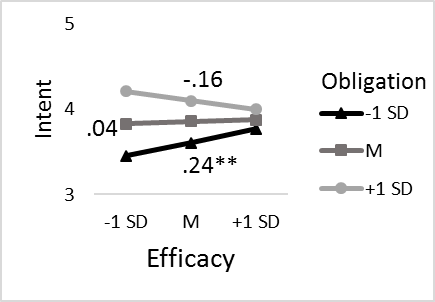 5
4
3
Intent
-.16
.04
.24**
-1 SD
M
+1 SD
Efficacy
Obligation
-1 SD
M
+1 SD